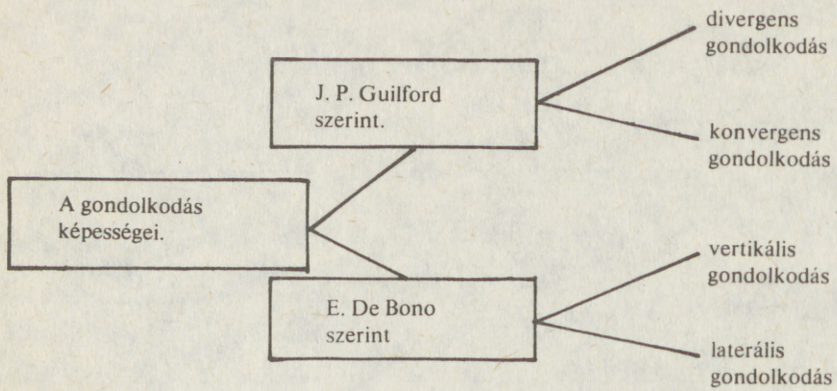 divergens
gondolkodás
J. P. Guilford
szerint.
konvergens
gondolkodás
A gondolkodás
képességei.
vertikális
gondolkodás
E. De Bono
szerint
laterális
gondolkodás